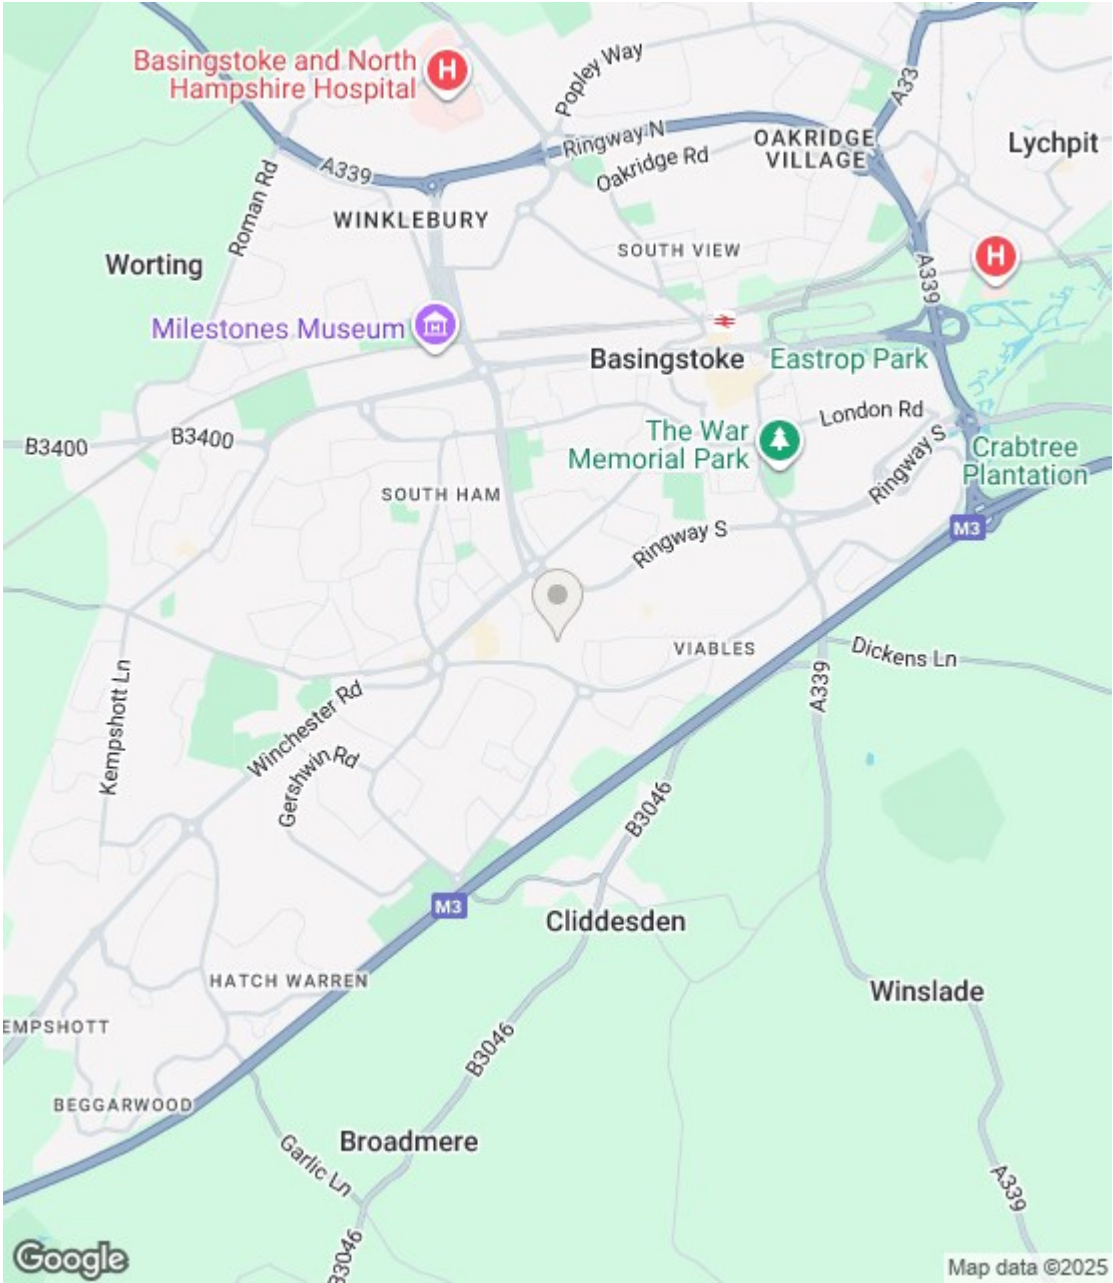 Basingstoke and North
Hampshire Hospital
H
Popley Way
A33
Ringway N
OAKRIDGE
VILLAGE
Lychpit
A339
Oakridge Rd
Roman Rd
WINKLEBURY
SOUTH VIEW
H
Worting
A339
Milestones Museum
Basingstoke
Eastrop Park
London Rd
B3400
B3400
The War
Memorial Park
Ringway S
Crabtree
Plantation
SOUTH HAM
M3
Ringway S
VIABLES
Dickens Ln
Kempshott Ln
A339
Winchester Rd
Gershwin Rd
B3046
M3
Cliddesden
HATCH WARREN
Winslade
EMPSHOTT
B3046
BEGGARWOOD
Broadmere
Garlic Ln
A339
B3046
Google
Map data ©2025